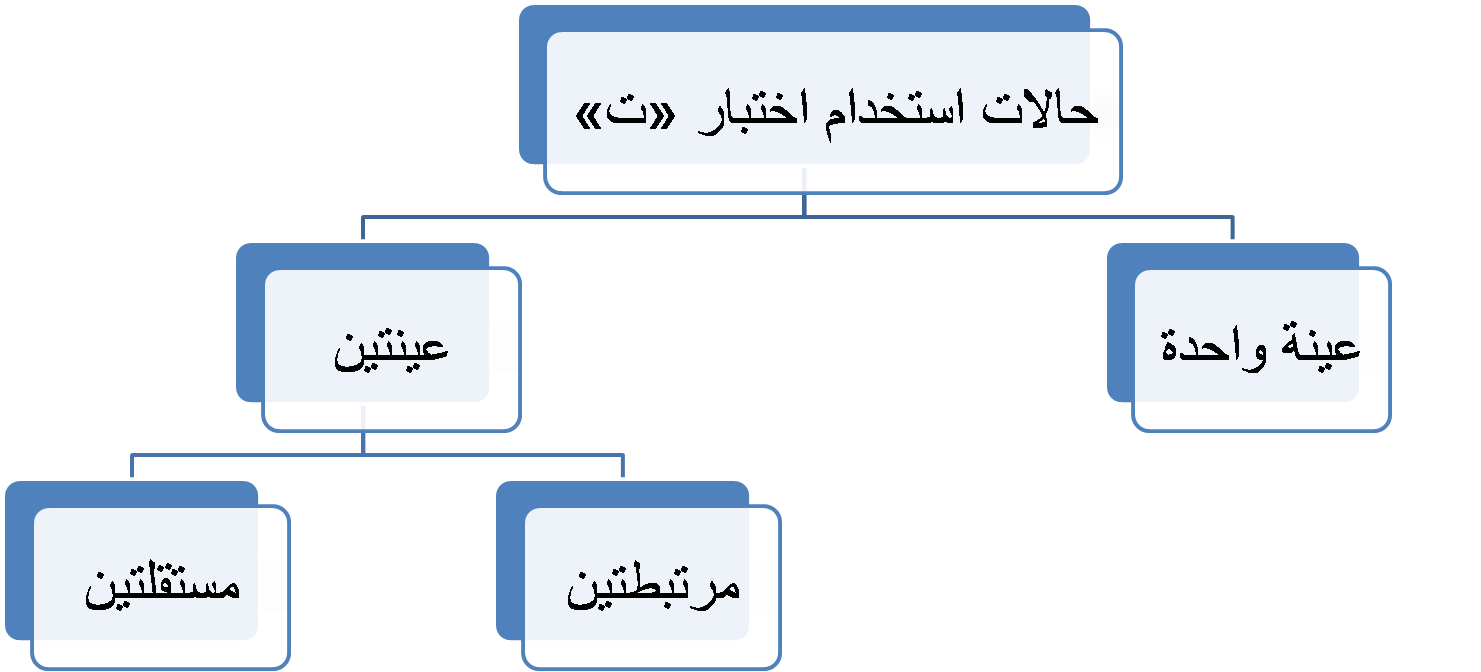 حالات استخدام اختبار «ت»
عينة واحدة
عينتين
مرتبطتين
مستقلتين